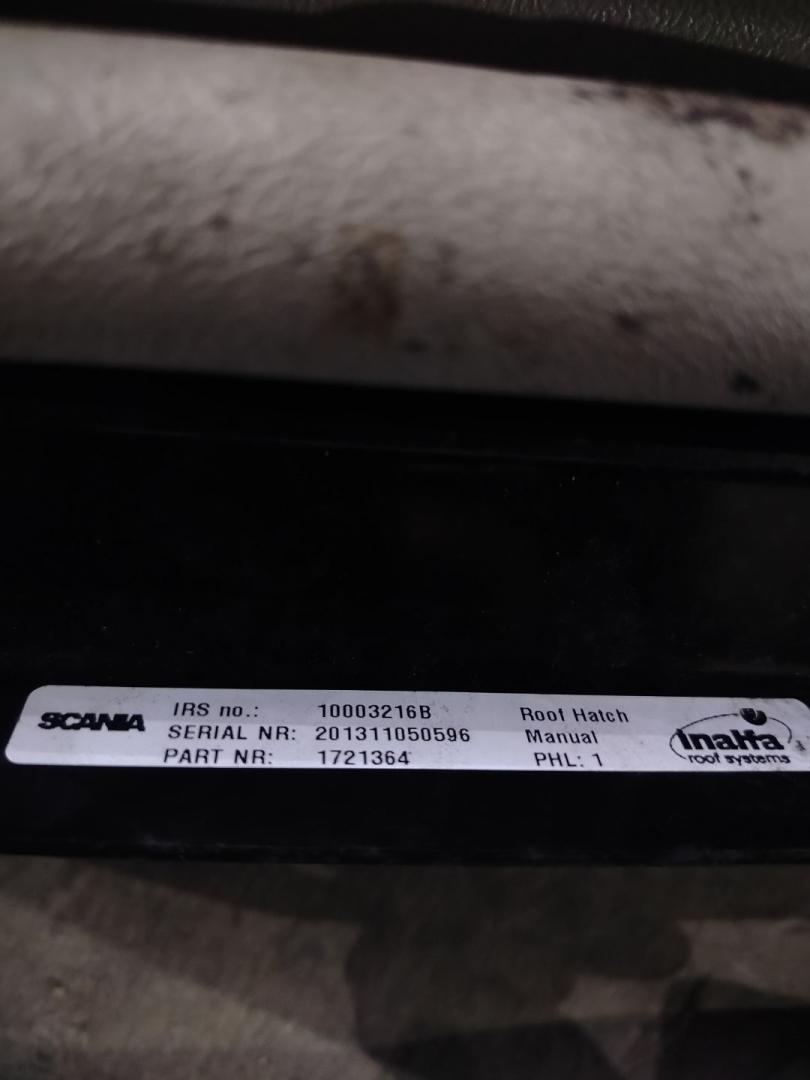 SCANIA
IRS no.: 10003216B Roof Hatch
SERIAL NR: 201311050596 Manual
PART NR: 1721364 PHL: 1
inalfa
roof systems